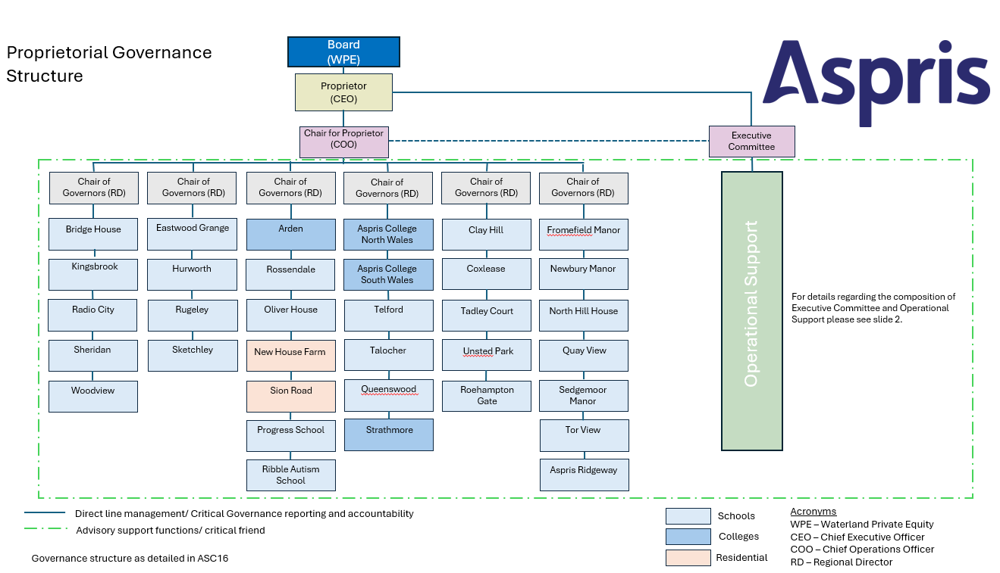 Proprietorial Governance
Structure
Board
(WPE)
Aspris
Proprietor
(CEO)
Chair for Proprietor
(COO)
Executive
Committee
Chair of
Governors (RD)
Chair of
Governors (RD)
Chair of
Governors (RD)
Chair of
Governors (RD)
Chair of
Governors (RD)
Chair of
Governors (RD)
Bridge House
Kingsbrook
Radio City
Sheridan
Woodview
Eastwood Grange
Hurworth
Rugeley
Sketchley
Arden
Rossendale
Oliver House
New House Farm
Sion Road
Progress School
Ribble Autism
School
Aspris College
North Wales
Aspris College
South Wales
Telford
Talocher
Queenswood
Strathmore
Clay Hill
Coxlease
Tadley Court
Unsted Park
Roehampton
Gate
Fromefield Manor
Newbury Manor
North Hill House
Quay View
Sedgemoor
Manor
Tor View
Aspris Ridgeway
Operational Support
For details regarding the composition of
Executive Committee and Operational
Support please see slide 2.
Direct line management/ Critical Governance reporting and accountability
Advisory support functions/ critical friend
Governance structure as detailed in ASC16
Schools
Colleges
Residential
Acronyms
WPE – Waterland Private Equity
CEO – Chief Executive Officer
COO – Chief Operations Officer
RD – Regional Director